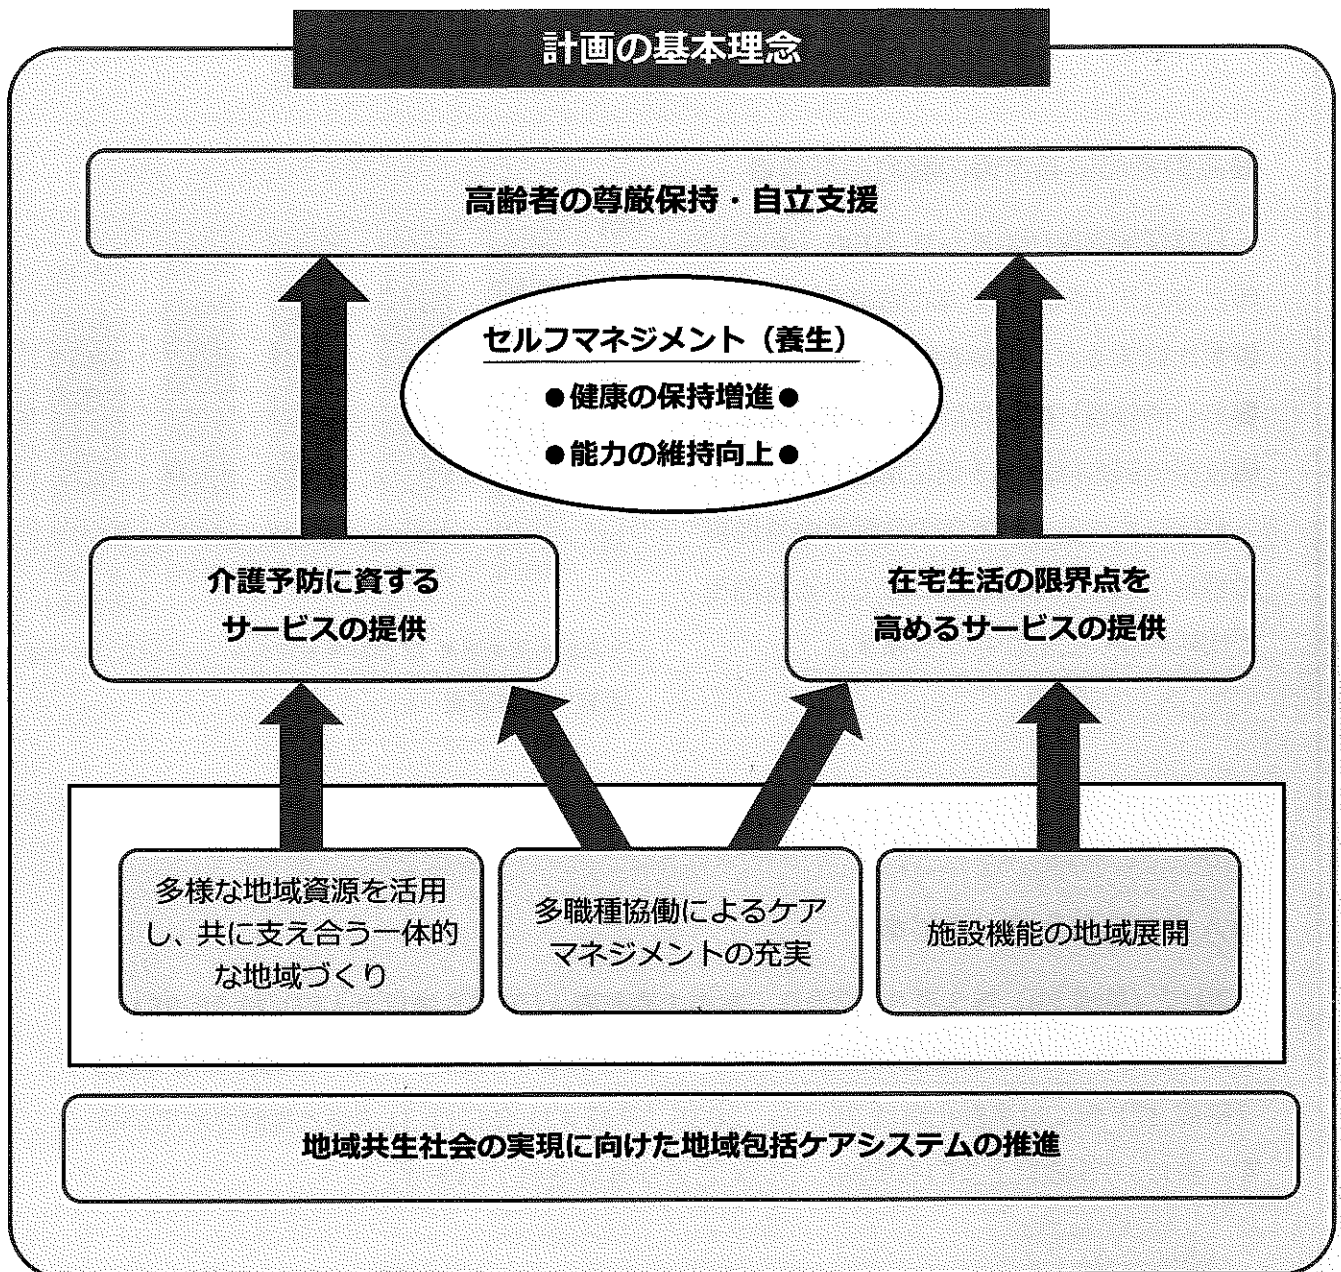 計画の基本理念
高齢者の尊厳保持・自立支援
セルフマネジメント（養生）
●健康の保持増進●
●能力の維持向上●
介護予防に資する
サービスの提供
在宅生活の限界点を
高めるサービスの提供
多様な地域資源を活用
し、共に支え合う一体的
な地域づくり
多職種協働によるケア
マネジメントの充実
施設機能の地域展開
地域共生社会の実現に向けた地域包括ケアシステムの推進